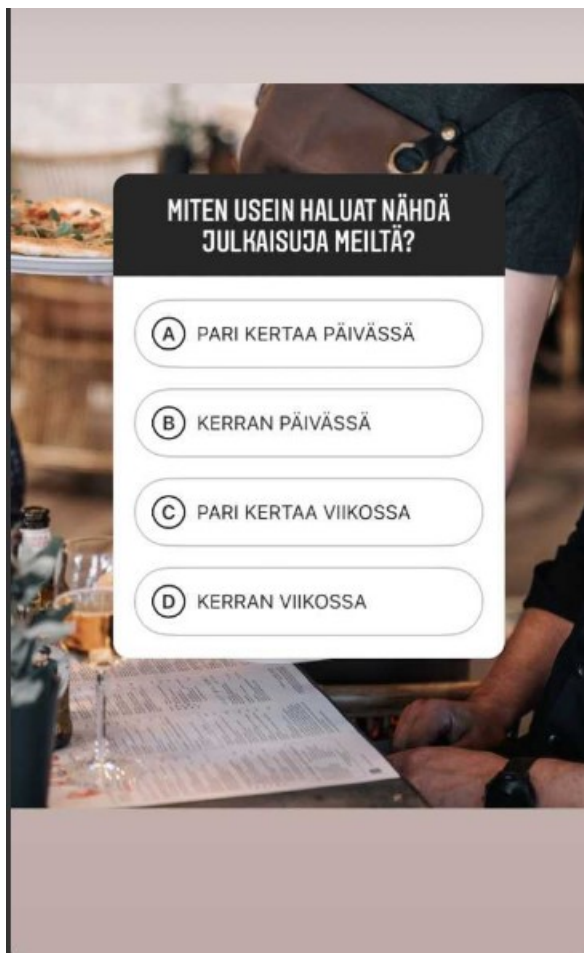 MITEN USEIN HALUAT NÄHDÄ
JULKAISUJA MEILTÄ?
A PARI KERTAA PÄIVÄSSÄ
B KERRAN PÄIVÄSSÄ
C PARI KERTAA VIIKOSSA
D KERRAN VIIKOSSA